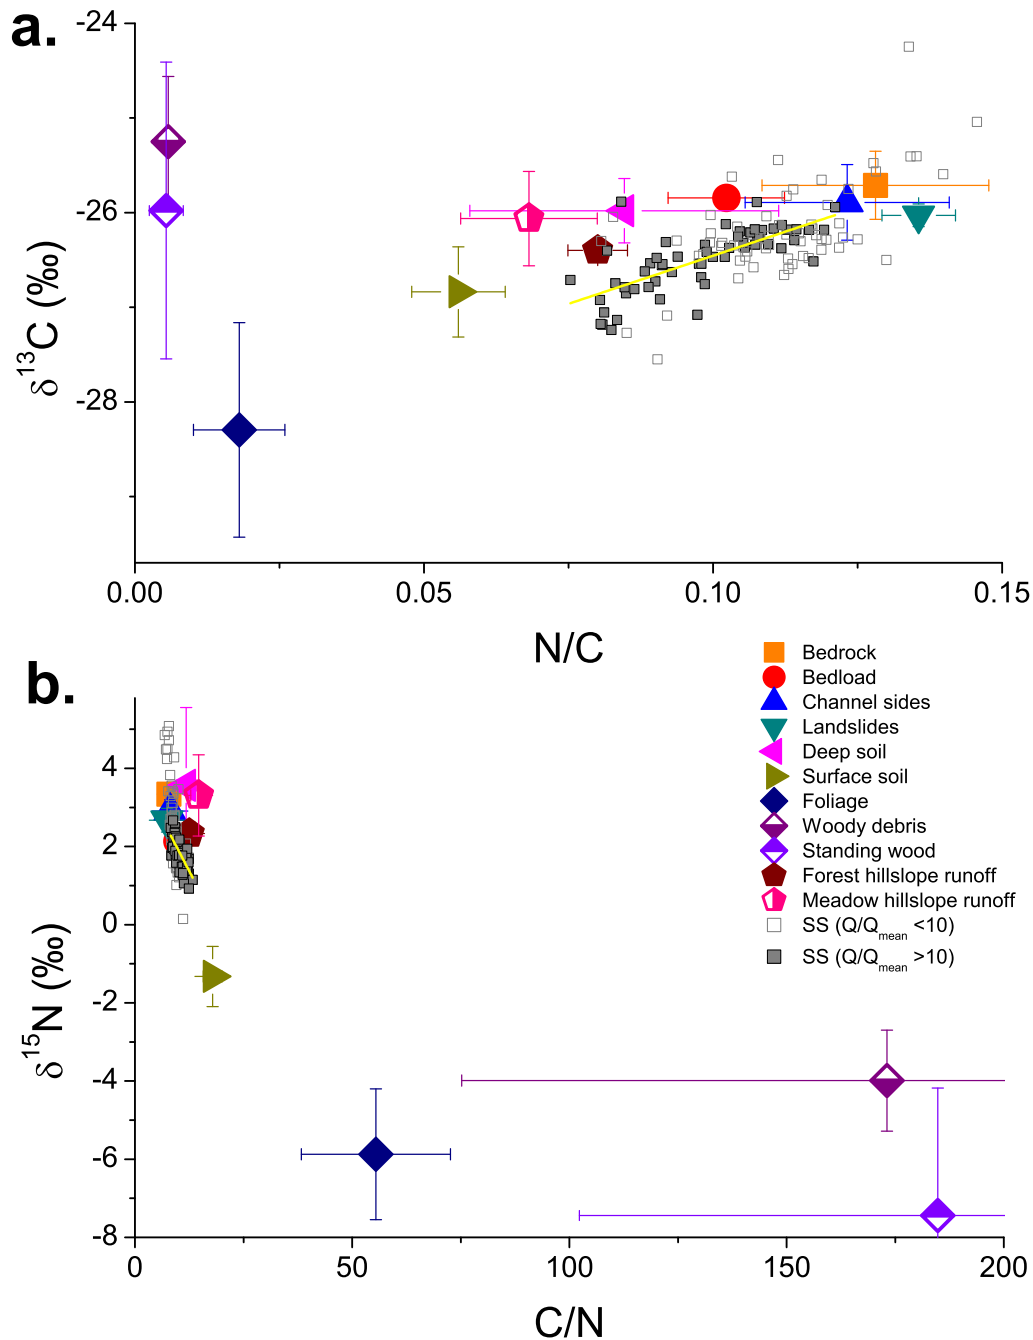 a.
-24
-26
-28
δ13C (‰)
0.00 0.05 0.10 0.15
N/C
b.
Bedrock
Bedload
Channel sides
Landslides
Deep soil
Surface soil
Foliage
Woody debris
Standing wood
Forest hillslope runoff
Meadow hillslope runoff
SS (Q/Qmean <10)
SS (Q/Qmean >10)
4
2
0
-2
-4
-6
-8
δ15N (‰)
0 50 100 150 200
C/N